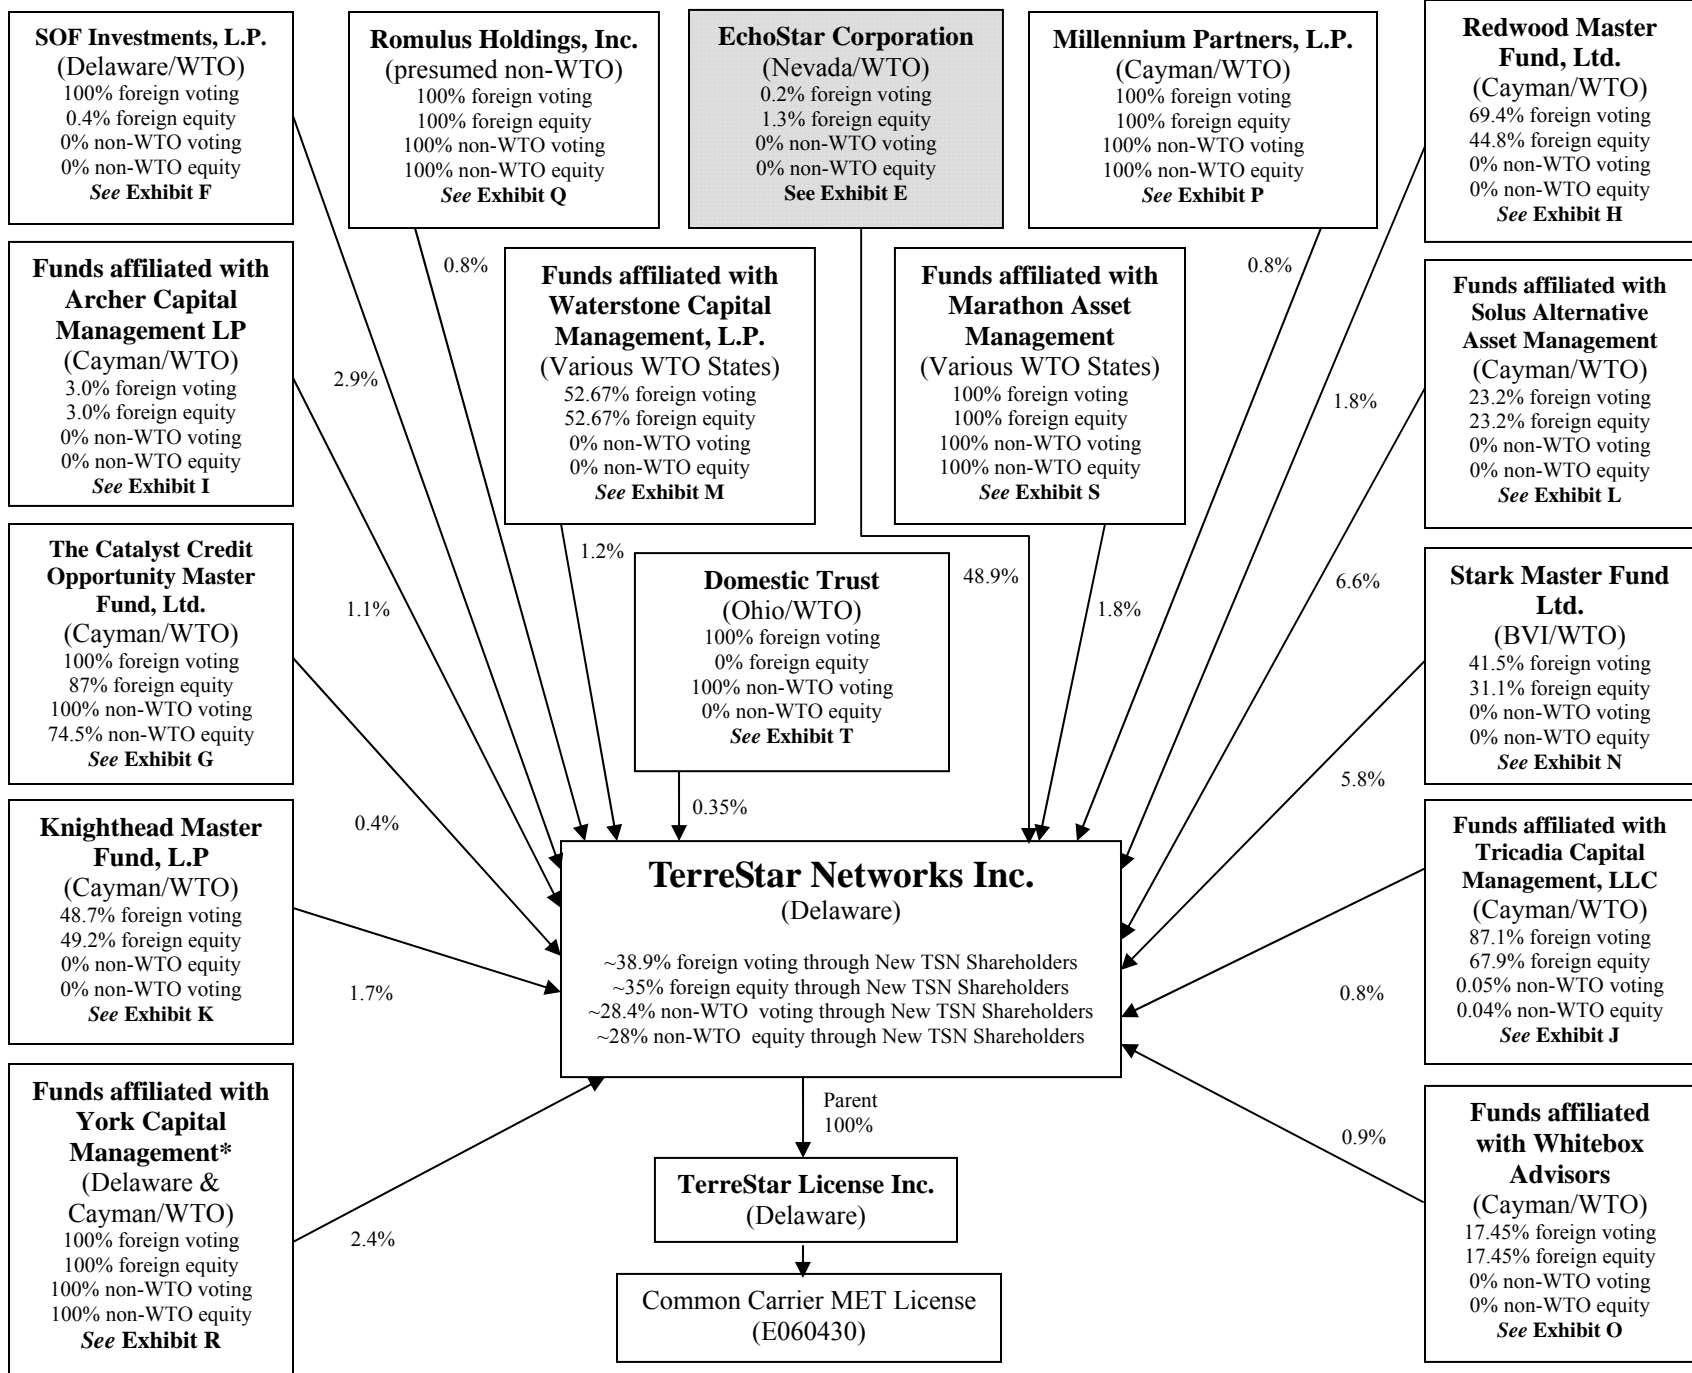 SOF Investments, L.P.
(Delaware/WTO)
100% foreign voting
0.4% foreign equity
0% non-WTO voting
0% non-WTO equity
See Exhibit F
Romulus Holdings, Inc.
(presumed non-WTO)
100% foreign voting
100% foreign equity
100% non-WTO voting
100% non-WTO equity
See Exhibit Q
EchoStar Corporation
(Nevada/WTO)
0.2% foreign voting
1.3% foreign equity
0% non-WTO voting
0% non-WTO equity
See Exhibit E
Millennium Partners, L.P.
(Cayman/WTO)
100% foreign voting
100% foreign equity
100% non-WTO voting
100% non-WTO equity
See Exhibit P
Redwood Master
Fund, Ltd.
(Cayman/WTO)
69.4% foreign voting
44.8% foreign equity
0% non-WTO voting
0% non-WTO equity
See Exhibit H
Funds affiliated with
Archer Capital
Management LP
(Cayman/WTO)
3.0% foreign voting
3.0% foreign equity
0% non-WTO voting
0% non-WTO equity
See Exhibit I
2.9%
0.8%
Funds affiliated with
Waterstone Capital
Management, L.P.
(Various WTO States)
52.67% foreign voting
52.67% foreign equity
0% non-WTO voting
0% non-WTO equity
See Exhibit M
Funds affiliated with
Marathon Asset
Management
(Various WTO States)
100% foreign voting
100% foreign equity
100% non-WTO voting
100% non-WTO equity
See Exhibit S
0.8%
1.8%
Funds affiliated with
Solus Alternative
Asset Management
(Cayman/WTO)
23.2% foreign voting
23.2% foreign equity
0% non-WTO voting
0% non-WTO equity
See Exhibit L
The Catalyst Credit
Opportunity Master
Fund, Ltd.
(Cayman/WTO)
100% foreign voting
87% foreign equity
100% non-WTO voting
74.5% non-WTO equity
See Exhibit G
1.1%
1.2%
Domestic Trust
(Ohio/WTO)
100% foreign voting
0% foreign equity
100% non-WTO voting
0% non-WTO equity
See Exhibit T
48.9%
1.8%
6.6%
Stark Master Fund
Ltd.
(BVI/WTO)
41.5% foreign voting
31.1% foreign equity
0% non-WTO voting
0% non-WTO equity
See Exhibit N
5.8%
0.35%
Knighthead Master
Fund, L.P
(Cayman/WTO)
48.7% foreign voting
49.2% foreign equity
0% non-WTO equity
0% non-WTO voting
See Exhibit K
0.4%
1.7%
TerreStar Networks Inc.
(Delaware)
~38.9% foreign voting through New TSN Shareholders
~35% foreign equity through New TSN Shareholders
~28.4% non-WTO voting through New TSN Shareholders
~28% non-WTO equity through New TSN Shareholders
0.8%
Funds affiliated with
Tricadia Capital
Management, LLC
(Cayman/WTO)
87.1% foreign voting
67.9% foreign equity
0.05% non-WTO voting
0.04% non-WTO equity
See Exhibit J
Funds affiliated with
York Capital
Management*
(Delaware &
Cayman/WTO)
100% foreign voting
100% foreign equity
100% non-WTO voting
100% non-WTO equity
See Exhibit R
2.4%
Parent
100%
TerreStar License Inc.
(Delaware)
Common Carrier MET License
(E060430)
0.9%
Funds affiliated
with Whitebox
Advisors
(Cayman/WTO)
17.45% foreign voting
17.45% foreign equity
0% non-WTO voting
0% non-WTO equity
See Exhibit O